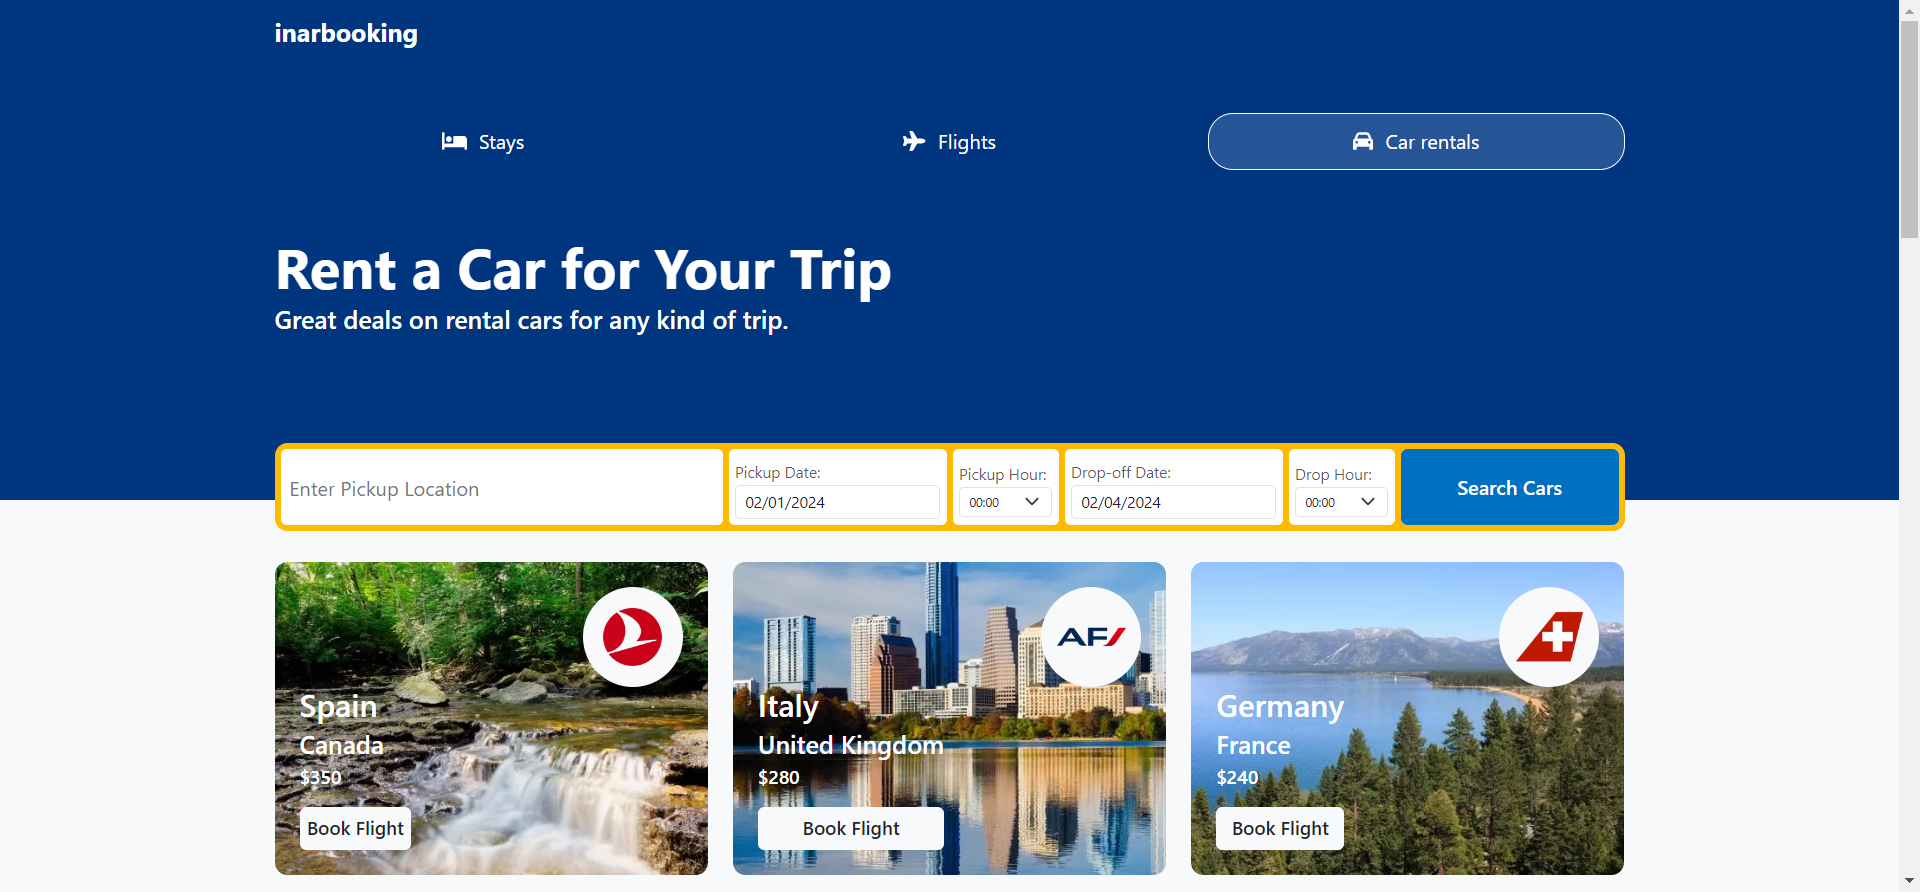 inarbooking
Stays
Flights
Car rentals
Rent a Car for Your Trip
Great deals on rental cars for any kind of trip.
Enter Pickup Location
Pickup Date:
02/01/2024
Pickup Hour:
00:00
Drop-off Date:
02/04/2024
Drop Hour:
00:00
Search Cars
Spain
Canada
$350
Book Flight
AF
Italy
United Kingdom
$280
Book Flight
Germany
France
$240
Book Flight